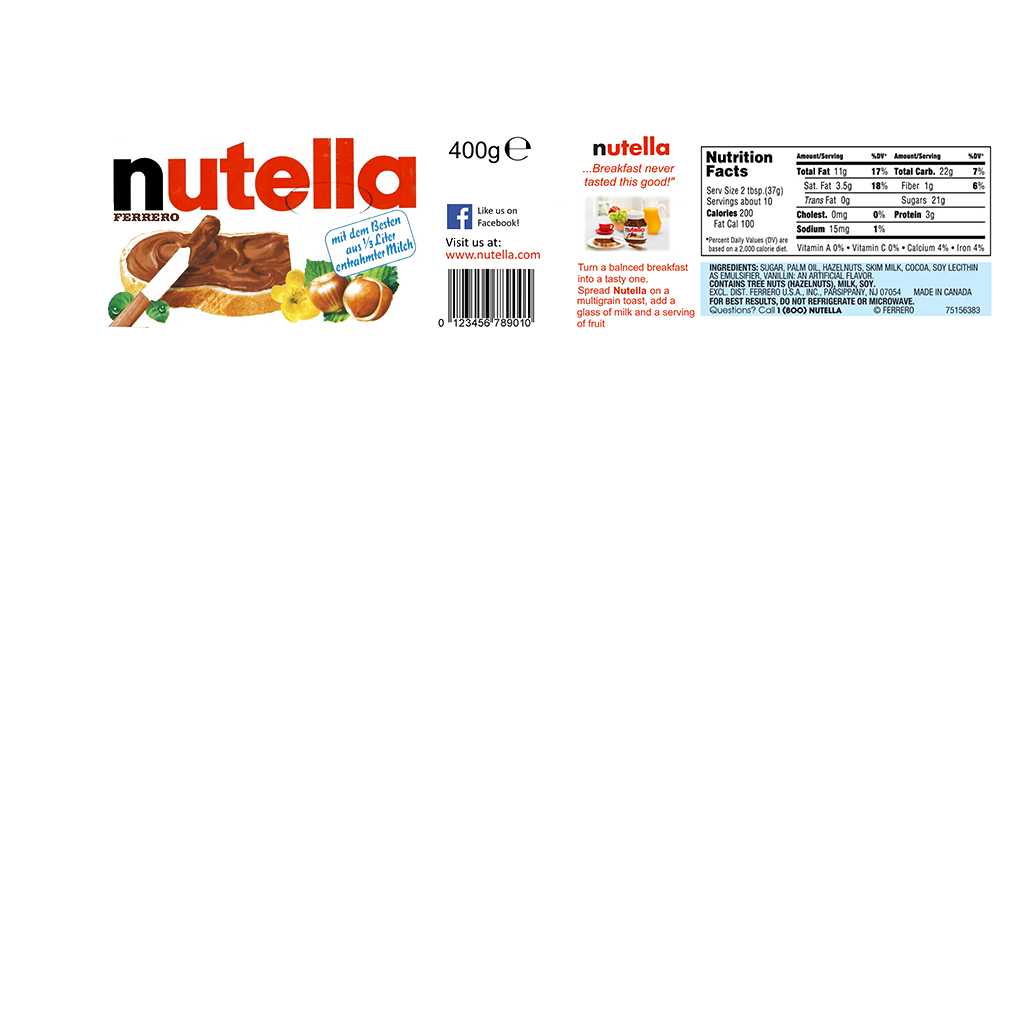 nutella
FERRERO
mit dem Besten
aus 1/3 Liter
entrahmter Milch
400g ℮
Like us on
Facebook!
Visit us at:
www.nutella.com
0 123456 789010
nutella
...Breakfast never
tasted this good!"
nutella
Turn a balnced breakfast
into a tasty one.
Spread Nutella on a
multigrain toast, add a
glass of milk and a serving
of fruit
Nutrition
Facts
Serv Size 2 tbsp.(37g)
Servings about 10
Calories 200
Fat Cal 100
*Percent Daily Values (DV) are
based on a 2,000 calorie diet.
Amount/Serving %DV* Amount/Serving %DV*
Total Fat 11g 17% Total Carb. 22g 7%
Sat. Fat 3.5g 18% Fiber 1g 6%
Trans Fat 0g Sugars 21g
Cholest. 0mg 0% Protein 3g
Sodium 15mg 1%
Vitamin A 0% • Vitamin C 0% • Calcium 4% • Iron 4%
INGREDIENTS: SUGAR, PALM OIL, HAZELNUTS, SKIM MILK, COCOA, SOY LECITHIN
AS EMULSIFIER, VANILLIN: AN ARTIFICIAL FLAVOR.
CONTAINS TREE NUTS (HAZELNUTS), MILK, SOY.
EXCL. DIST. FERRERO U.S.A., INC., PARSIPPANY, NJ 07054 MADE IN CANADA
FOR BEST RESULTS, DO NOT REFRIGERATE OR MICROWAVE.
Questions? Call 1 (800) NUTELLA © FERRERO 75156383